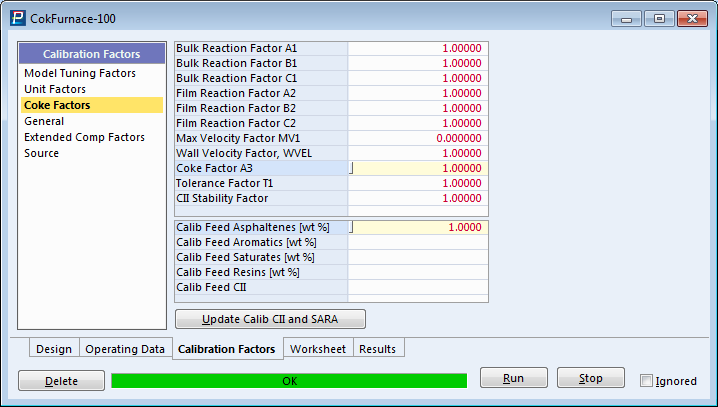 CokFurnace-100
Calibration Factors
Model Tuning Factors
Unit Factors
Coke Factors
General
Extended Comp Factors
Source
Bulk Reaction Factor A1 1.00000
Bulk Reaction Factor B1 1.00000
Bulk Reaction Factor C1 1.00000
Film Reaction Factor A2 1.00000
Film Reaction Factor B2 1.00000
Film Reaction Factor C2 1.00000
Max Velocity Factor MV1 0.000000
Wall Velocity Factor, WVEL 1.00000
Coke Factor A3 1.00000
Tolerance Factor T1 1.00000
CII Stability Factor 1.00000
Calib Feed Asphaltenes [wt %] 1.0000
Calib Feed Aromatics [wt %]
Calib Feed Saturates [wt %]
Calib Feed Resins [wt %]
Calib Feed CII
Update Calib CII and SARA
Design Operating Data Calibration Factors Worksheet Results
Delete OK Run Stop Ignored